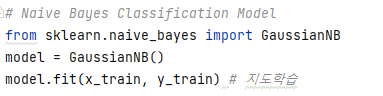 # Naive Bayes Classification Model
from sklearn.naive_bayes import GaussianNB
model = GaussianNB()
model.fit(x_train, y_train) # 지도학습